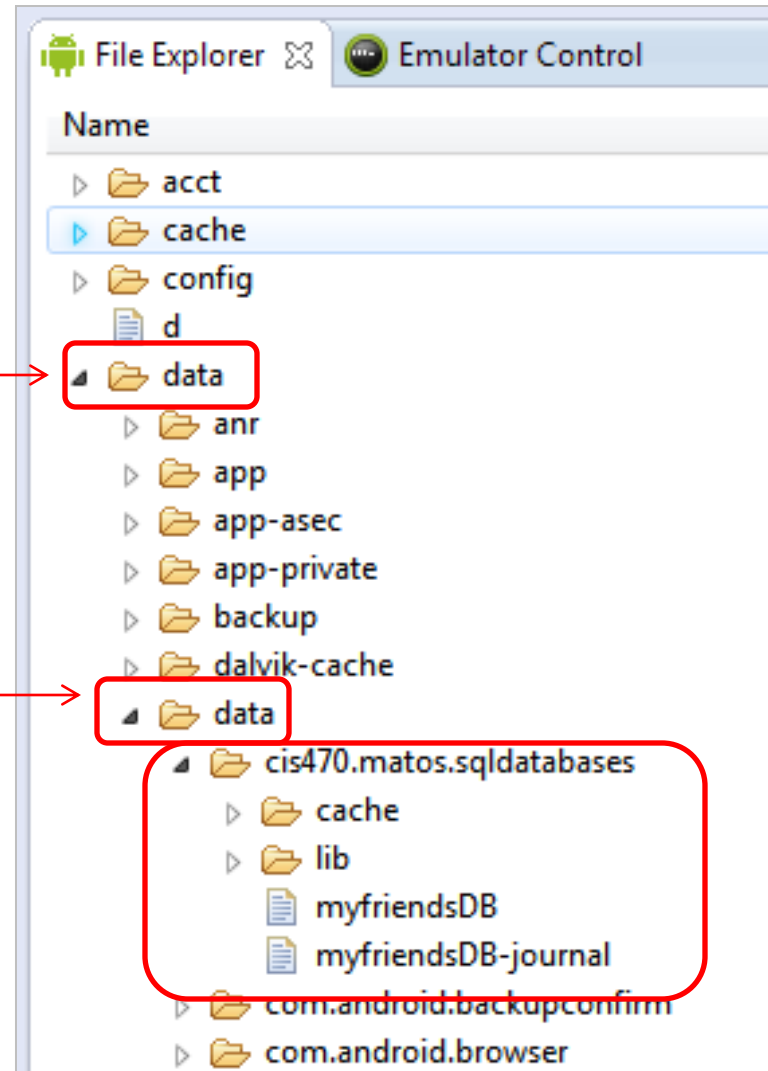 File Explorer Emulator Control
Name
acct
cache
config
d
data
anr
app
app-asec
app-private
backup
dalvik-cache
data
cis470.matos.sqldatabases
cache
lib
myfriendsDB
myfriendsDB-journal
com.android.backupconfirm
com.android.browser